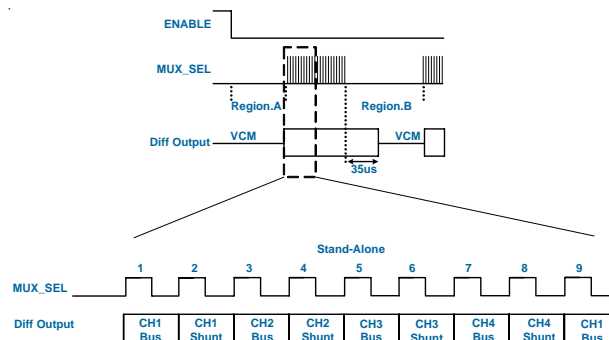 ENABLE
MUX_SEL
Region.A Region.B
Diff Output VCM VCM
35us
Stand-Alone
1 2 3 4 5 6 7 8 9
MUX_SEL
Diff Output CH1 Bus CH1 Shunt CH2 Bus CH2 Shunt CH3 Bus CH3 Shunt CH4 Bus CH4 Shunt CH1 Bus